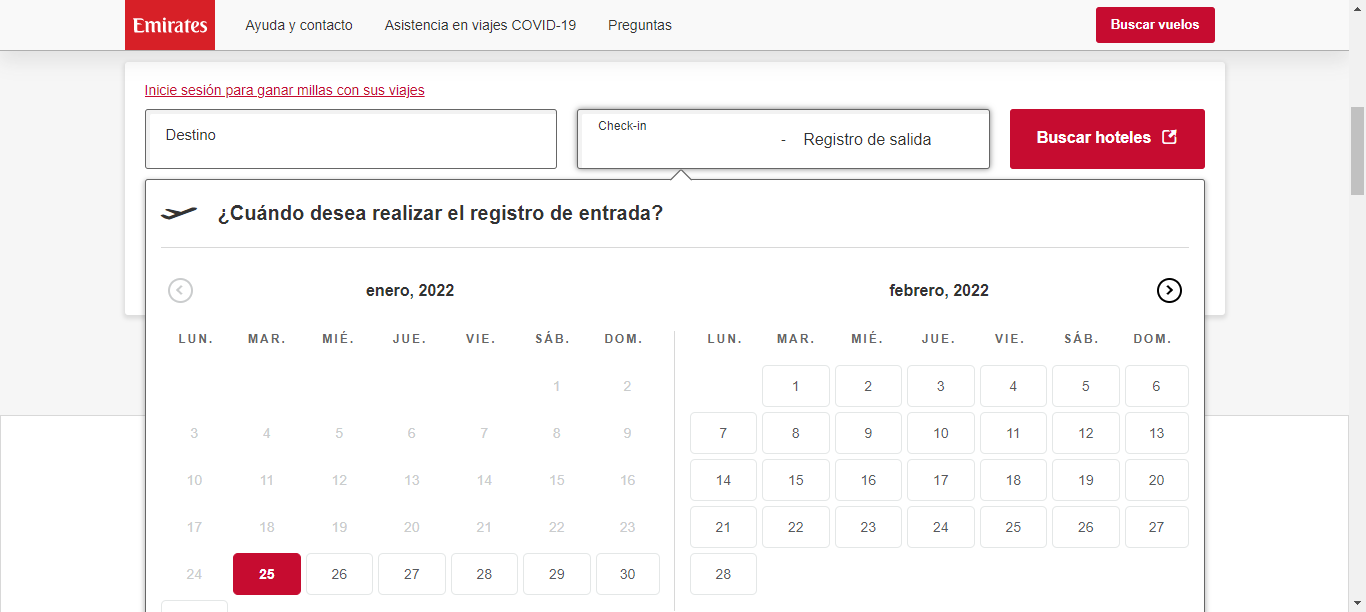 Emirates
Ayuda y contacto
Asistencia en viajes COVID-19
Preguntas
Buscar vuelos
Inicie sesión para ganar millas con sus viajes
Destino
Check-in
- Registro de salida
Buscar hoteles
¿Cuándo desea realizar el registro de entrada?
enero, 2022
LUN. MAR. MIÉ. JUE. VIE. SÁB. DOM.
1 2
3 4 5 6 7 8 9
10 11 12 13 14 15 16
17 18 19 20 21 22 23
24 25 26 27 28 29 30
febrero, 2022
LUN. MAR. MIÉ. JUE. VIE. SÁB. DOM.
1 2 3 4 5 6
7 8 9 10 11 12 13
14 15 16 17 18 19 20
21 22 23 24 25 26 27
28